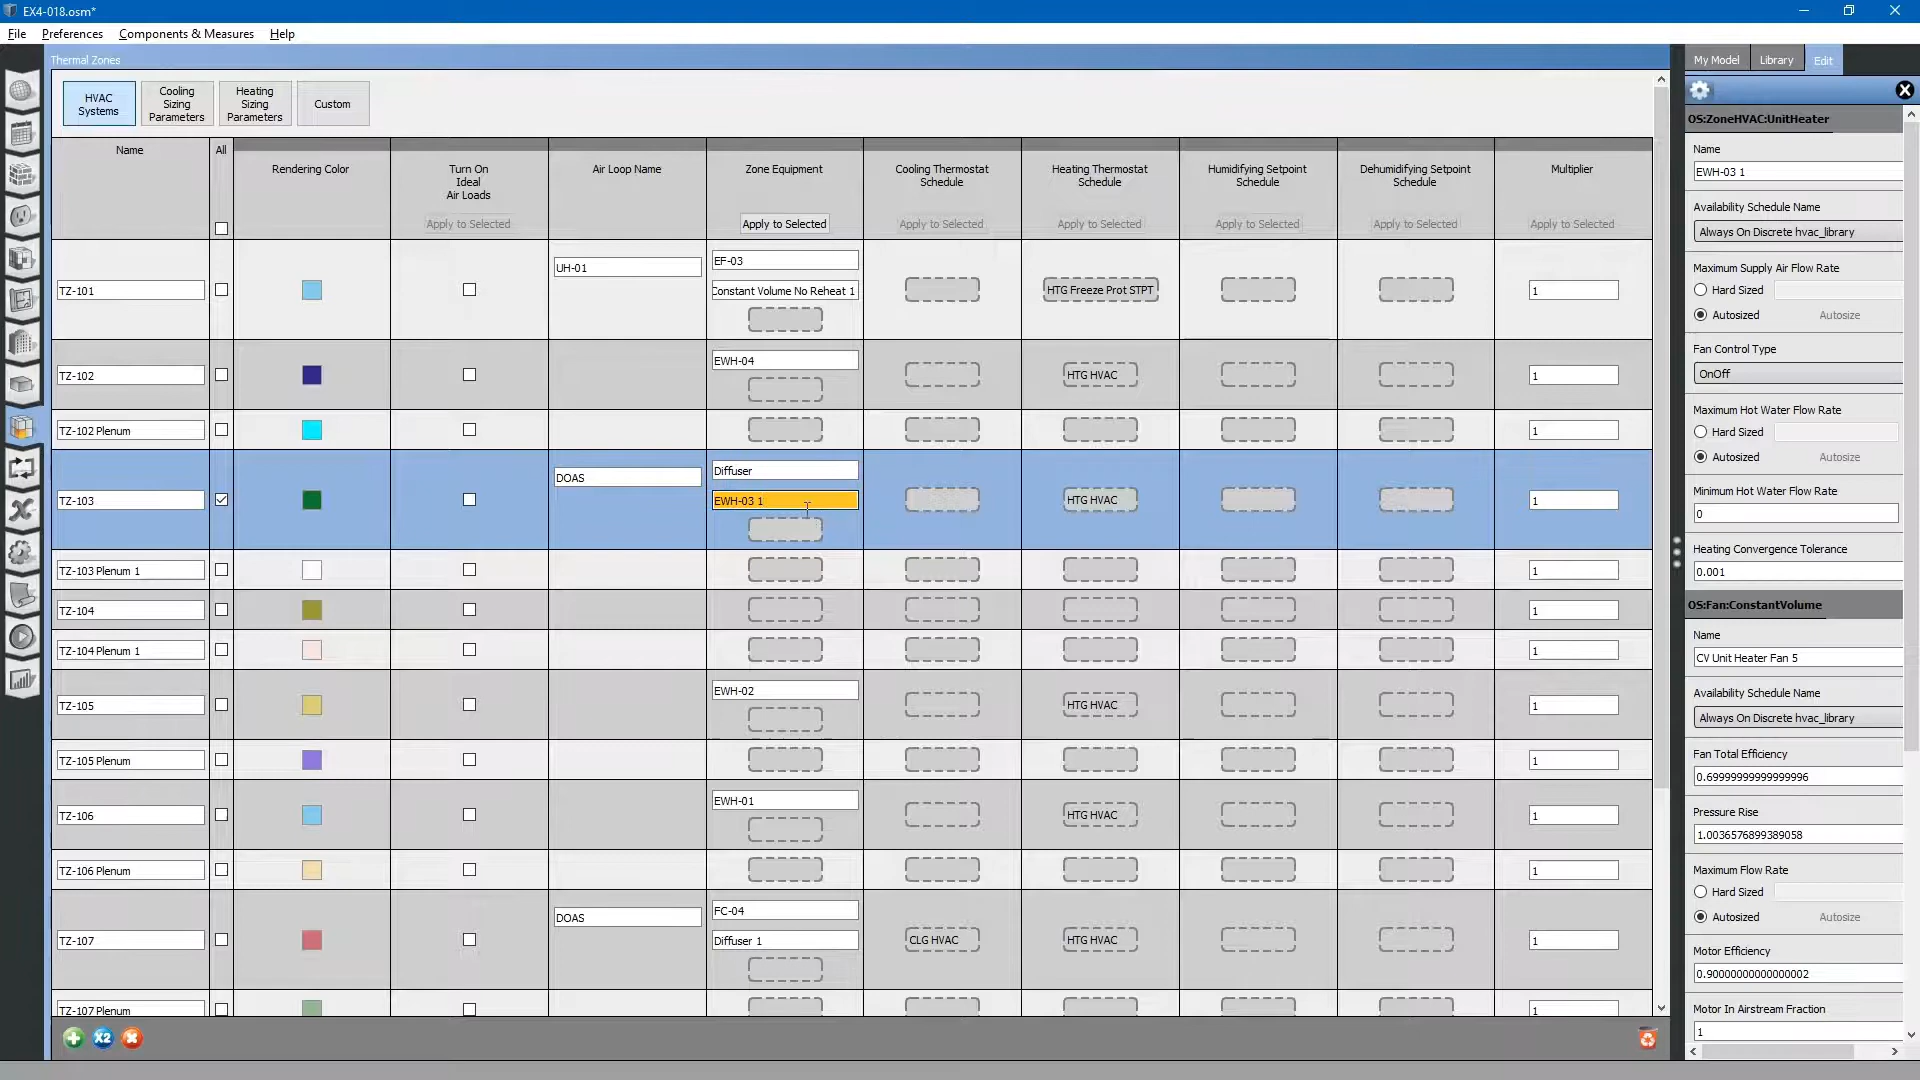 EX4-018.osm*
File Preferences Components & Measures Help
Thermal Zones
My Model Library Edit
HVAC Systems
Cooling Sizing Parameters
Heating Sizing Parameters
Custom
Name All Rendering Color Turn On Ideal Air Loads Air Loop Name Zone Equipment Cooling Thermostat Schedule Heating Thermostat Schedule Humidifying Setpoint Schedule Dehumidifying Setpoint Schedule Multiplier
Apply to Selected Apply to Selected Apply to Selected Apply to Selected Apply to Selected Apply to Selected Apply to Selected
TZ-101 UH-01 EF-03 Constant Volume No Reheat 1 HTG Freeze Prot STPT 1
TZ-102 EWH-04 HTG HVAC 1
TZ-102 Plenum 1
TZ-103 DOAS Diffuser EWH-03 1 HTG HVAC 1
TZ-103 Plenum 1 1
TZ-104 1
TZ-104 Plenum 1 1
TZ-105 EWH-02 HTG HVAC 1
TZ-105 Plenum 1
TZ-106 EWH-01 HTG HVAC 1
TZ-106 Plenum 1
TZ-107 DOAS FC-04 Diffuser 1 CLG HVAC HTG HVAC 1
TZ-107 Plenum 1
X2
OS:ZoneHVAC:UnitHeater
Name
EWH-03 1
Availability Schedule Name
Always On Discrete hvac_library
Maximum Supply Air Flow Rate
Hard Sized
Autosized Autosize
Fan Control Type
OnOff
Maximum Hot Water Flow Rate
Hard Sized
Autosized Autosize
Minimum Hot Water Flow Rate
0
Heating Convergence Tolerance
0.001
OS:Fan:ConstantVolume
Name
CV Unit Heater Fan 5
Availability Schedule Name
Always On Discrete hvac_library
Fan Total Efficiency
0.69999999999999996
Pressure Rise
1.0036576899389058
Maximum Flow Rate
Hard Sized
Autosized Autosize
Motor Efficiency
0.90000000000000002
Motor In Airstream Fraction
1